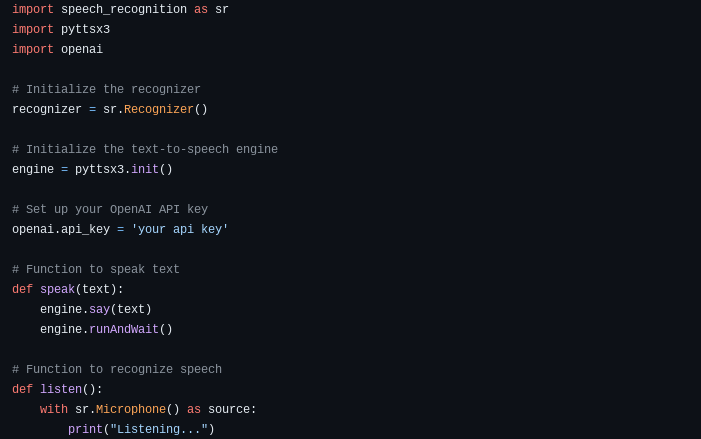 import speech_recognition as sr
import pyttsx3
import openai

# Initialize the recognizer
recognizer = sr.Recognizer()

# Initialize the text-to-speech engine
engine = pyttsx3.init()

# Set up your OpenAI API key
openai.api_key = 'your api key'

# Function to speak text
def speak(text):
    engine.say(text)
    engine.runAndWait()

# Function to recognize speech
def listen():
    with sr.Microphone() as source:
        print("Listening...")